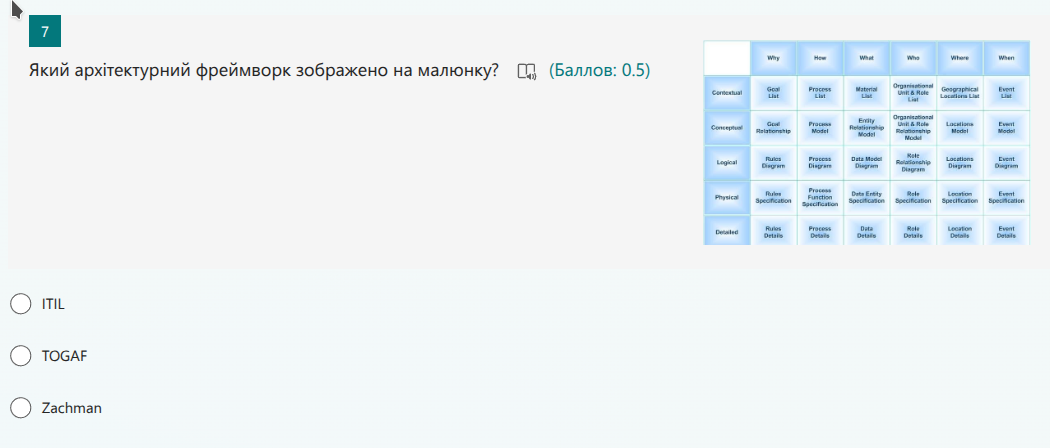 7
Який архітектурний фреймворк зображено на малюнку? (Баллов: 0.5)
Why How What Who Where When
Contextual Goal List Process List Material List Organisational Unit & Role List Geographical Locations List Event List
Conceptual Goal Relationship Process Model Entity Relationship Model Organisational Unit & Role Relationship Model Locations Model Event Model
Logical Rules Diagram Process Diagram Data Model Diagram Role Relationship Diagram Locations Diagram Event Diagram
Physical Rules Specification Process Function Specification Data Entity Specification Role Specification Location Specification Event Specification
Detailed Rules Details Process Details Data Details Role Details Location Details Event Details
ITIL
TOGAF
Zachman